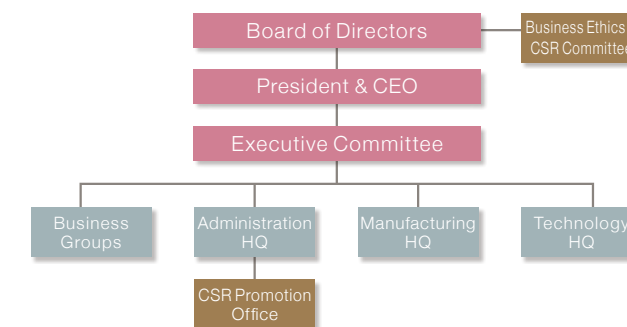 Board of Directors
Business Ethics
CSR Committee
President & CEO
Executive Committee
Business
Groups
Administration
HQ
Manufacturing
HQ
Technology
HQ
CSR Promotion
Office